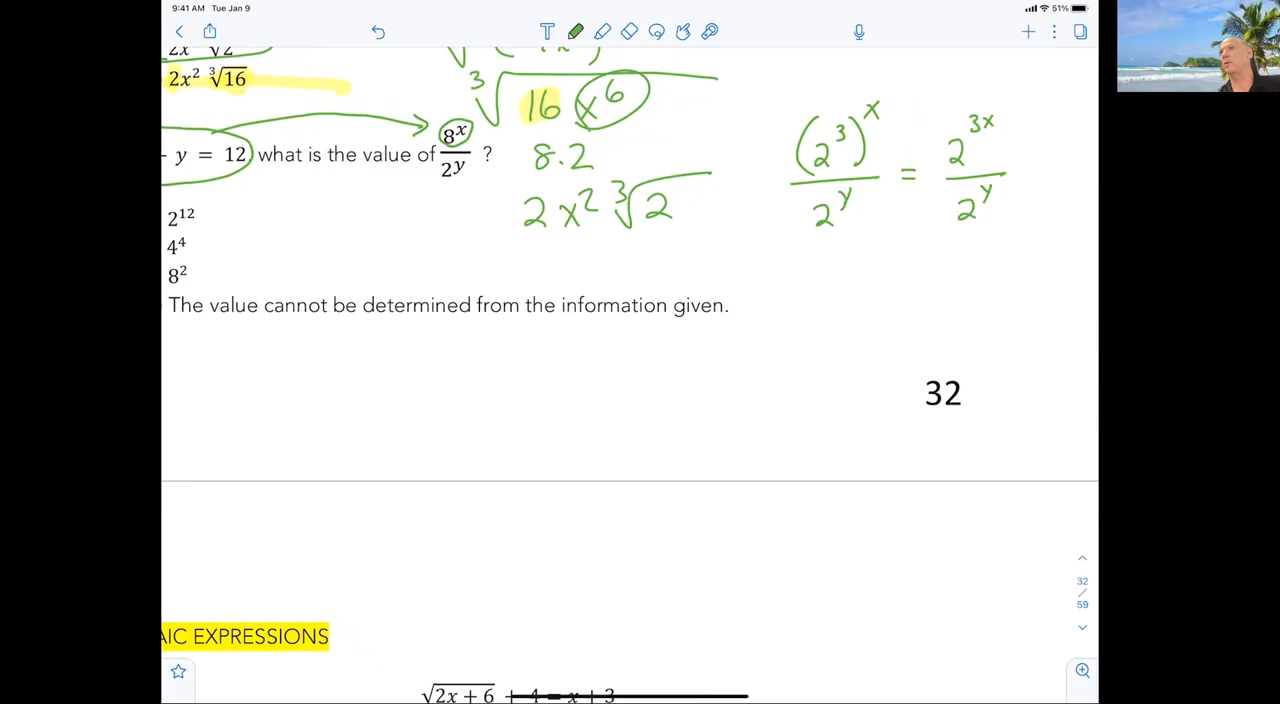 9:41 AM Tue Jan 9
51%
2x² ∛16
∛16 x⁶
8.2
2x² ∛2
(2³)ˣ / 2ʸ = 2³ˣ / 2ʸ
- y = 12, what is the value of 8ˣ / 2ʸ ?
2¹²
4⁴
8²
The value cannot be determined from the information given.
32
32
/
59
AIC EXPRESSIONS
√2x + 6 + 4 = x + 3